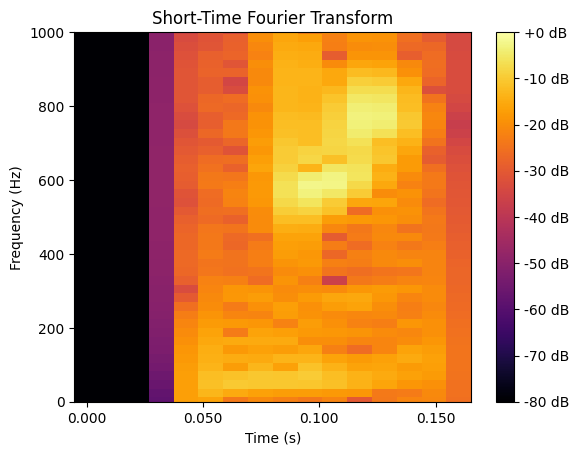 Short-Time Fourier Transform
1000
800
600
400
200
0
Frequency (Hz)
0.000
0.050
0.100
0.150
Time (s)
+0 dB
-10 dB
-20 dB
-30 dB
-40 dB
-50 dB
-60 dB
-70 dB
-80 dB